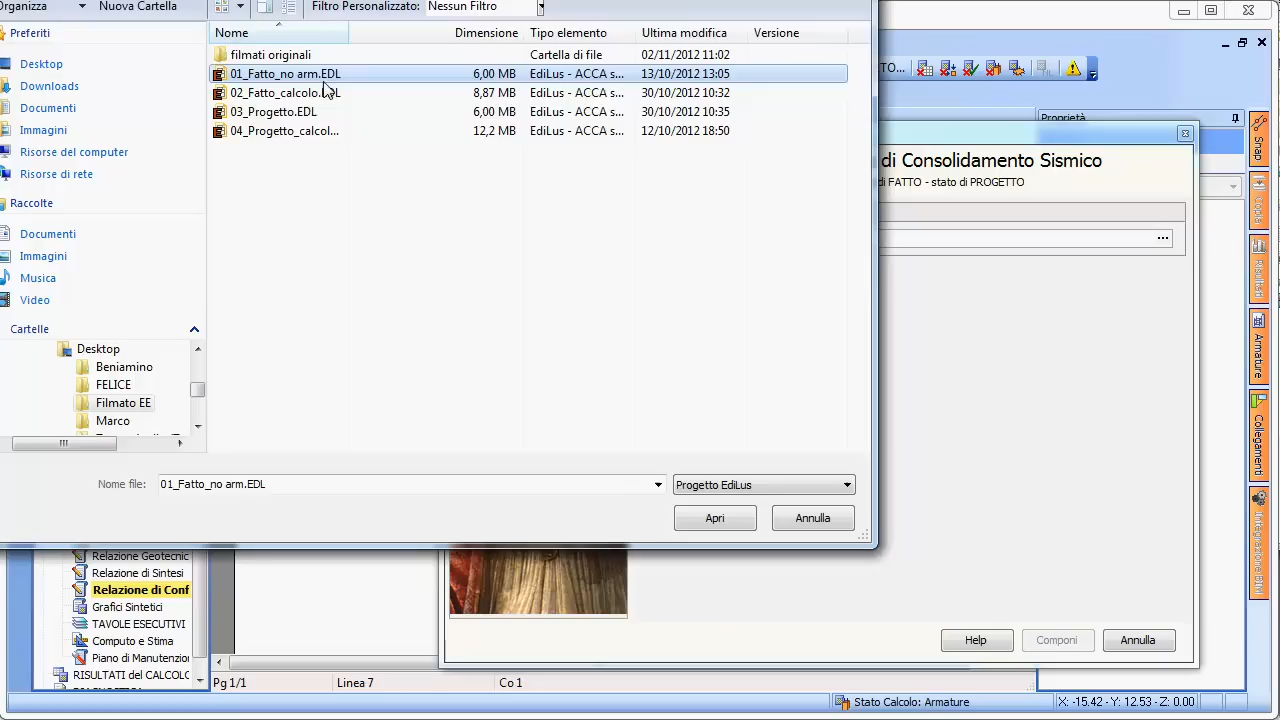 Organizza
Nuova Cartella
Filtro Personalizzato:
Nessun Filtro
Nome
Dimensione
Tipo elemento
Ultima modifica
Versione
Preferiti
Desktop
Downloads
Documenti
Immagini
Risorse del computer
Risorse di rete
Raccolte
Documenti
Immagini
Musica
Video
Cartelle
Desktop
Beniamino
FELICE
Filmato EE
Marco
filmati originali
Cartella di file
02/11/2012 11:02
01_Fatto_no arm.EDL
6,00 MB
EdiLus - ACCA s...
13/10/2012 13:05
02_Fatto_calcolo.
8,87 MB
EdiLus - ACCA s...
30/10/2012 10:32
03_Progetto.EDL
6,00 MB
EdiLus - ACCA s...
30/10/2012 10:35
04_Progetto_calcol...
12,2 MB
EdiLus - ACCA s...
12/10/2012 18:50
Nome file:
01_Fatto_no arm.EDL
Progetto EdiLus
Apri
Annulla
TO...
Proprietà
di Consolidamento Sismico
di FATTO - stato di PROGETTO
...
Snap
Copia
Risultati
Armature
Collegamenti
Relazione Geotecnic
Relazione di Sintesi
Relazione di Conf
Grafici Sintetici
TAVOLE ESECUTIVI
Computo e Stima
Piano di Manutenzior
RISULTATI del CALCOLO
Help
Componi
Annulla
Pg 1/1
Linea 7
Co 1
Stato Calcolo: Armature
X: -15.42 - Y: 12.53 - Z: 0.00